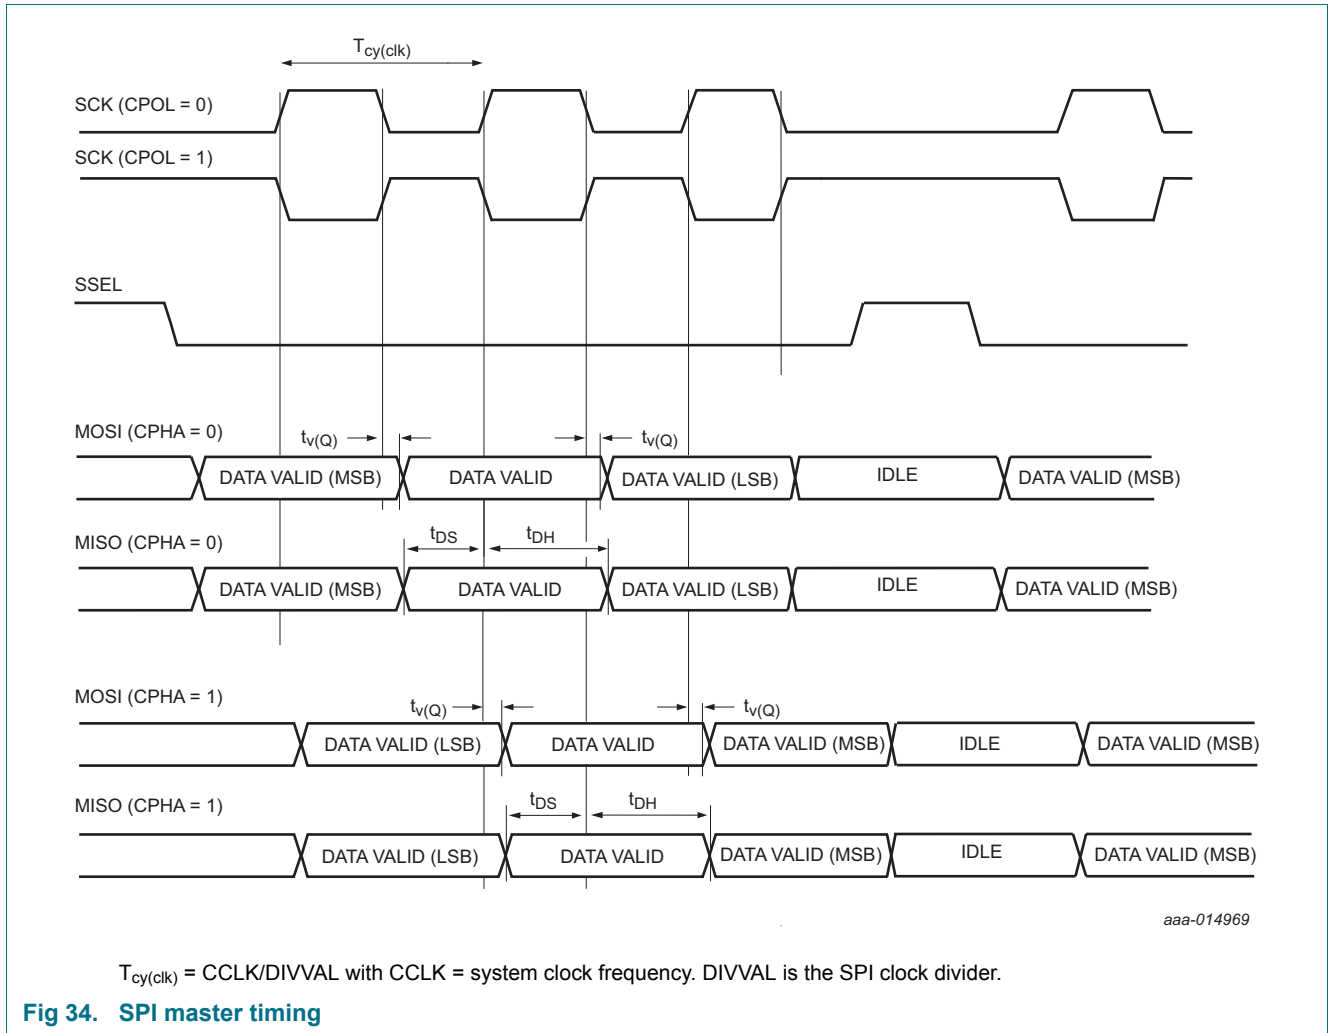 Tcy(clk)
SCK (CPOL = 0)
SCK (CPOL = 1)
SSEL
MOSI (CPHA = 0)
tv(Q) tv(Q)
DATA VALID (MSB) DATA VALID DATA VALID (LSB) IDLE DATA VALID (MSB)
tDS tDH
MISO (CPHA = 0)
DATA VALID (MSB) DATA VALID DATA VALID (LSB) IDLE DATA VALID (MSB)
MOSI (CPHA = 1)
tv(Q) tv(Q)
DATA VALID (LSB) DATA VALID DATA VALID (MSB) IDLE DATA VALID (MSB)
MISO (CPHA = 1)
tDS tDH
DATA VALID (LSB) DATA VALID DATA VALID (MSB) IDLE DATA VALID (MSB)
aaa-014969
Tcy(clk) = CCLK/DIVVAL with CCLK = system clock frequency. DIVVAL is the SPI clock divider.
Fig 34. SPI master timing